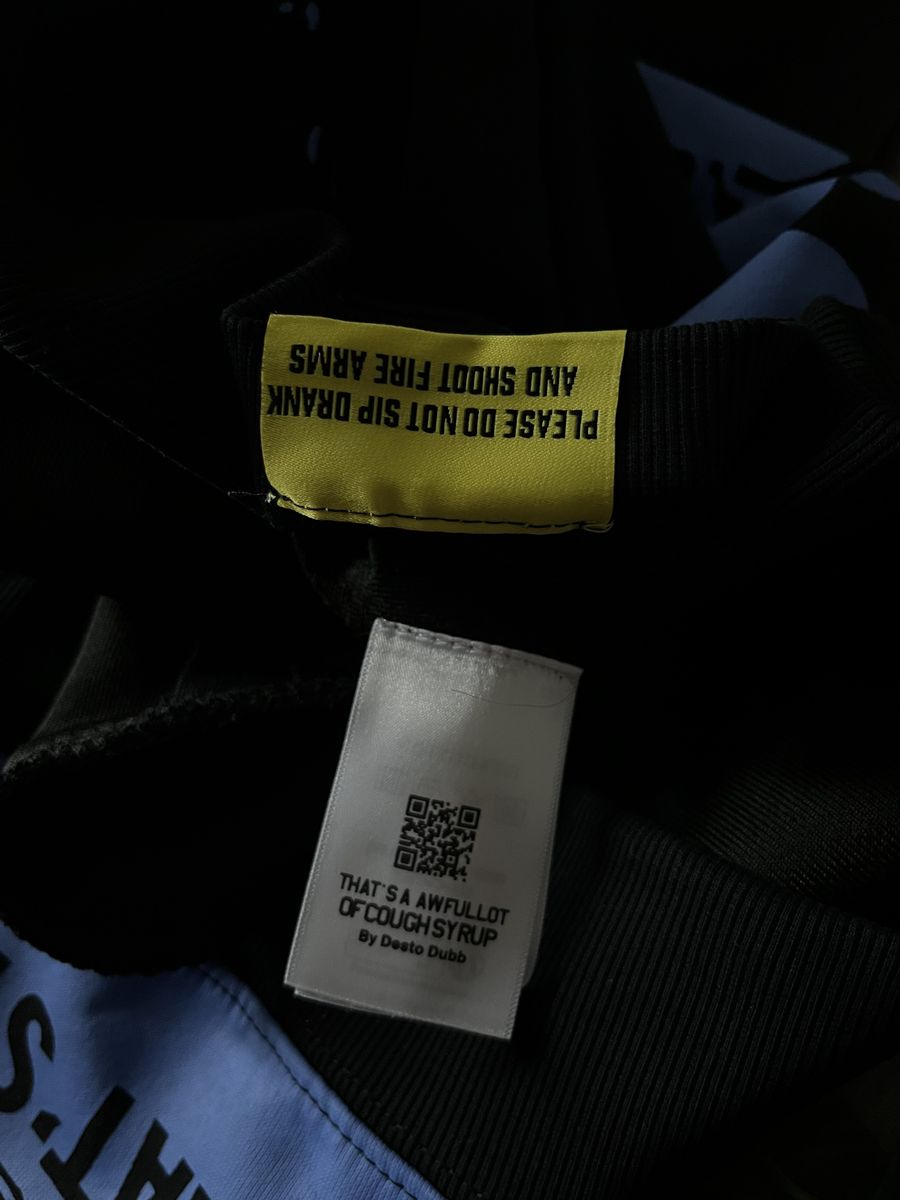 PLEASE DO NOT SIP DRANK
AND SHOOT FIRE ARMS
THAT'S A AWFULLOT
OF COUGH SYRUP
By Desto Dubb